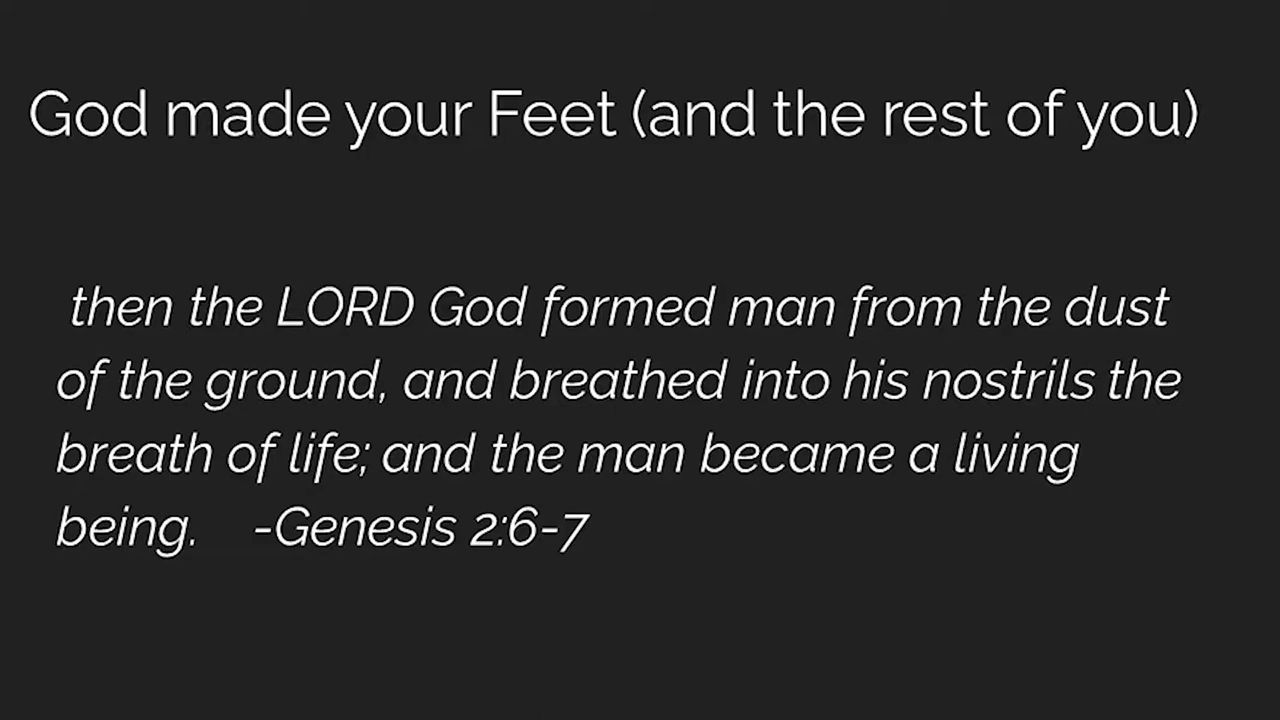 God made your Feet (and the rest of you)
then the LORD God formed man from the dust
of the ground, and breathed into his nostrils the
breath of life; and the man became a living
being. -Genesis 2:6-7